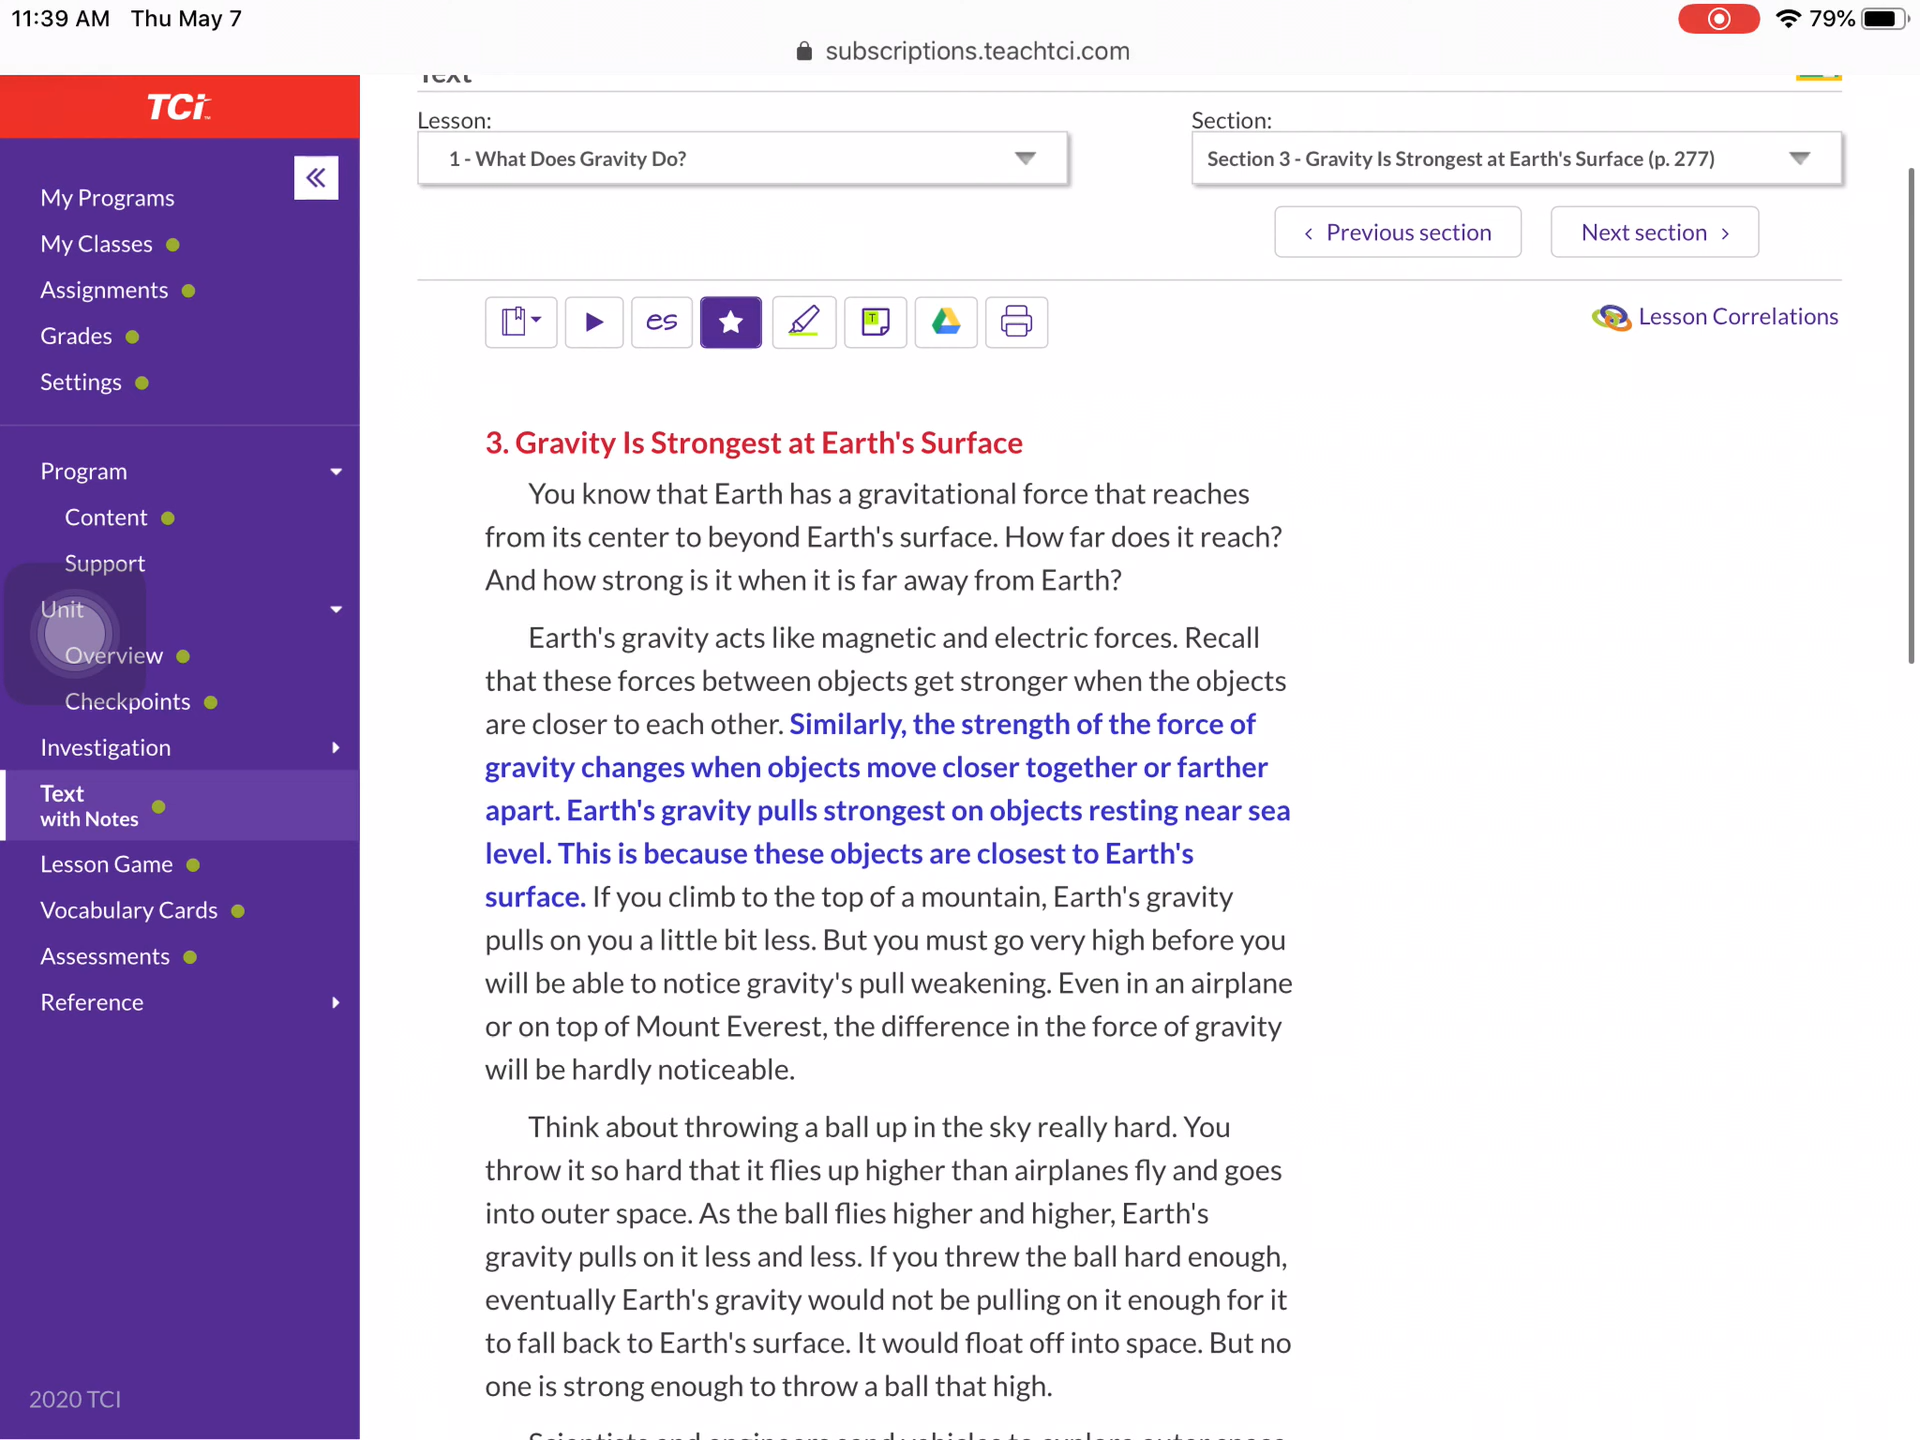 11:39 AM Thu May 7
79%
subscriptions.teachtci.com
TCi
Text
Lesson:
Section:
1 - What Does Gravity Do?
Section 3 - Gravity Is Strongest at Earth's Surface (p. 277)
‹ Previous section
Next section ›
es
T
Lesson Correlations
My Programs
My Classes
Assignments
Grades
Settings
Program
Content
Support
Unit
Overview
Checkpoints
Investigation
Text
with Notes
Lesson Game
Vocabulary Cards
Assessments
Reference
2020 TCI
3. Gravity Is Strongest at Earth's Surface
You know that Earth has a gravitational force that reaches
from its center to beyond Earth's surface. How far does it reach?
And how strong is it when it is far away from Earth?
Earth's gravity acts like magnetic and electric forces. Recall
that these forces between objects get stronger when the objects
are closer to each other. Similarly, the strength of the force of
gravity changes when objects move closer together or farther
apart. Earth's gravity pulls strongest on objects resting near sea
level. This is because these objects are closest to Earth's
surface. If you climb to the top of a mountain, Earth's gravity
pulls on you a little bit less. But you must go very high before you
will be able to notice gravity's pull weakening. Even in an airplane
or on top of Mount Everest, the difference in the force of gravity
will be hardly noticeable.
Think about throwing a ball up in the sky really hard. You
throw it so hard that it flies up higher than airplanes fly and goes
into outer space. As the ball flies higher and higher, Earth's
gravity pulls on it less and less. If you threw the ball hard enough,
eventually Earth's gravity would not be pulling on it enough for it
to fall back to Earth's surface. It would float off into space. But no
one is strong enough to throw a ball that high.
Scientists and engineers send vehicles to explore outer space